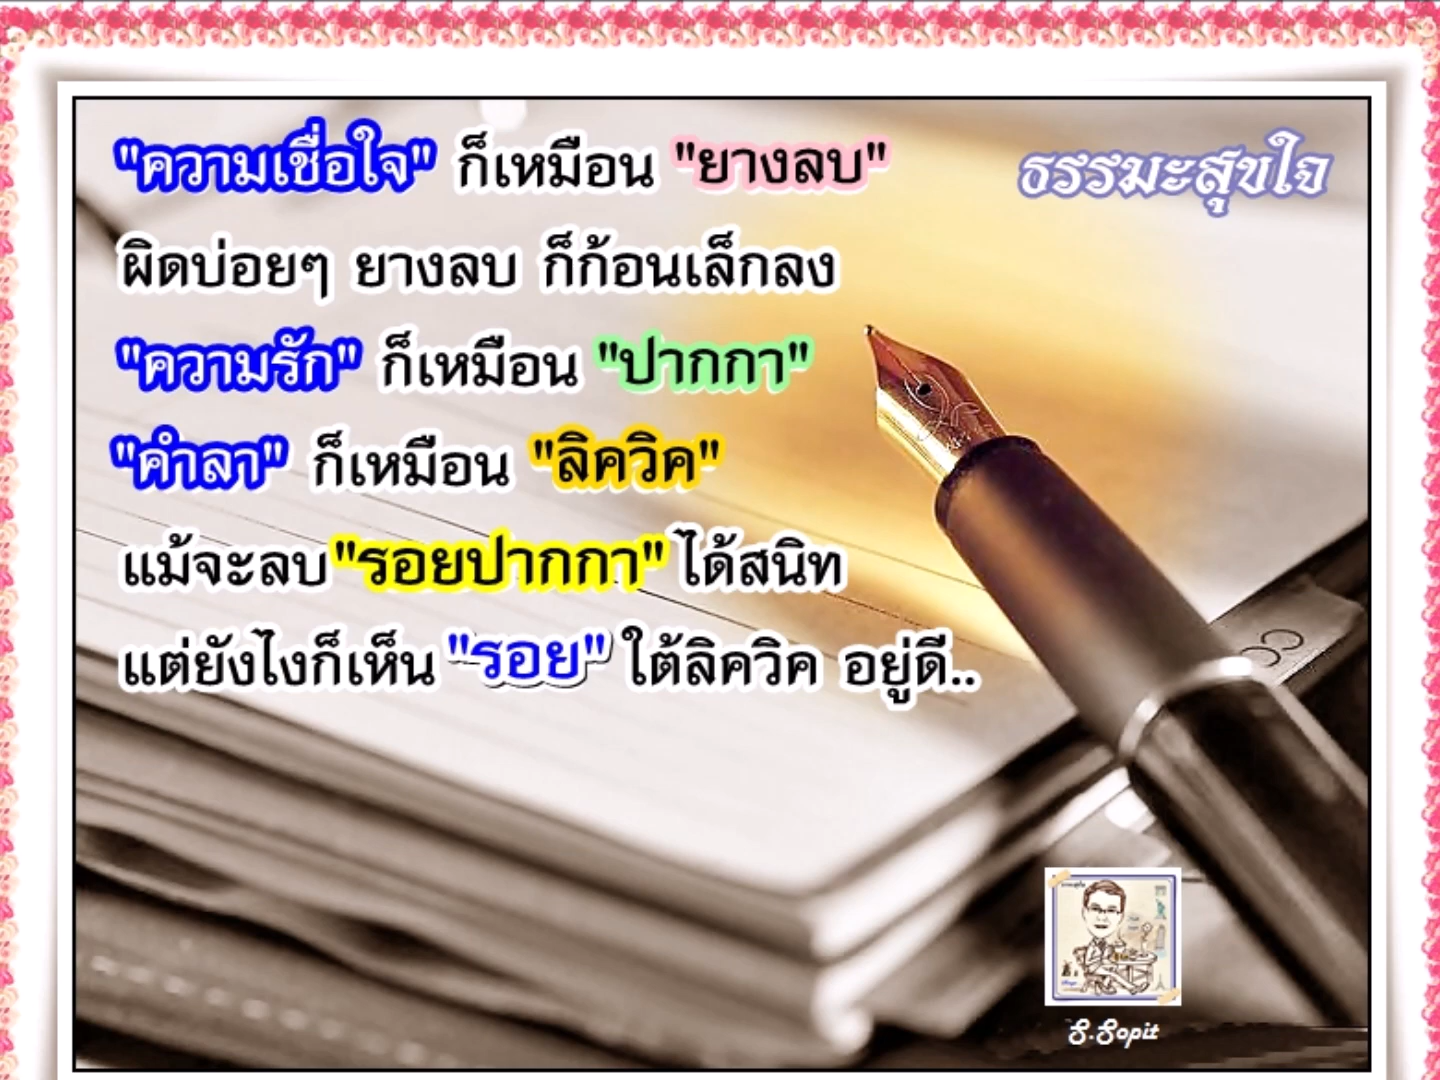 "ความเชื่อใจ" ก็เหมือน "ยางลบ"
ธรรมะสุขใจ
ผิดบ่อยๆ ยางลบ ก็ก้อนเล็กลง
"ความรัก" ก็เหมือน "ปากกา"
"คำลา" ก็เหมือน "ลิควิค"
แม้จะลบ "รอยปากกา" ได้สนิท
แต่ยังไงก็เห็น "รอย" ใต้ลิควิค อยู่ดี..
S.Sopit